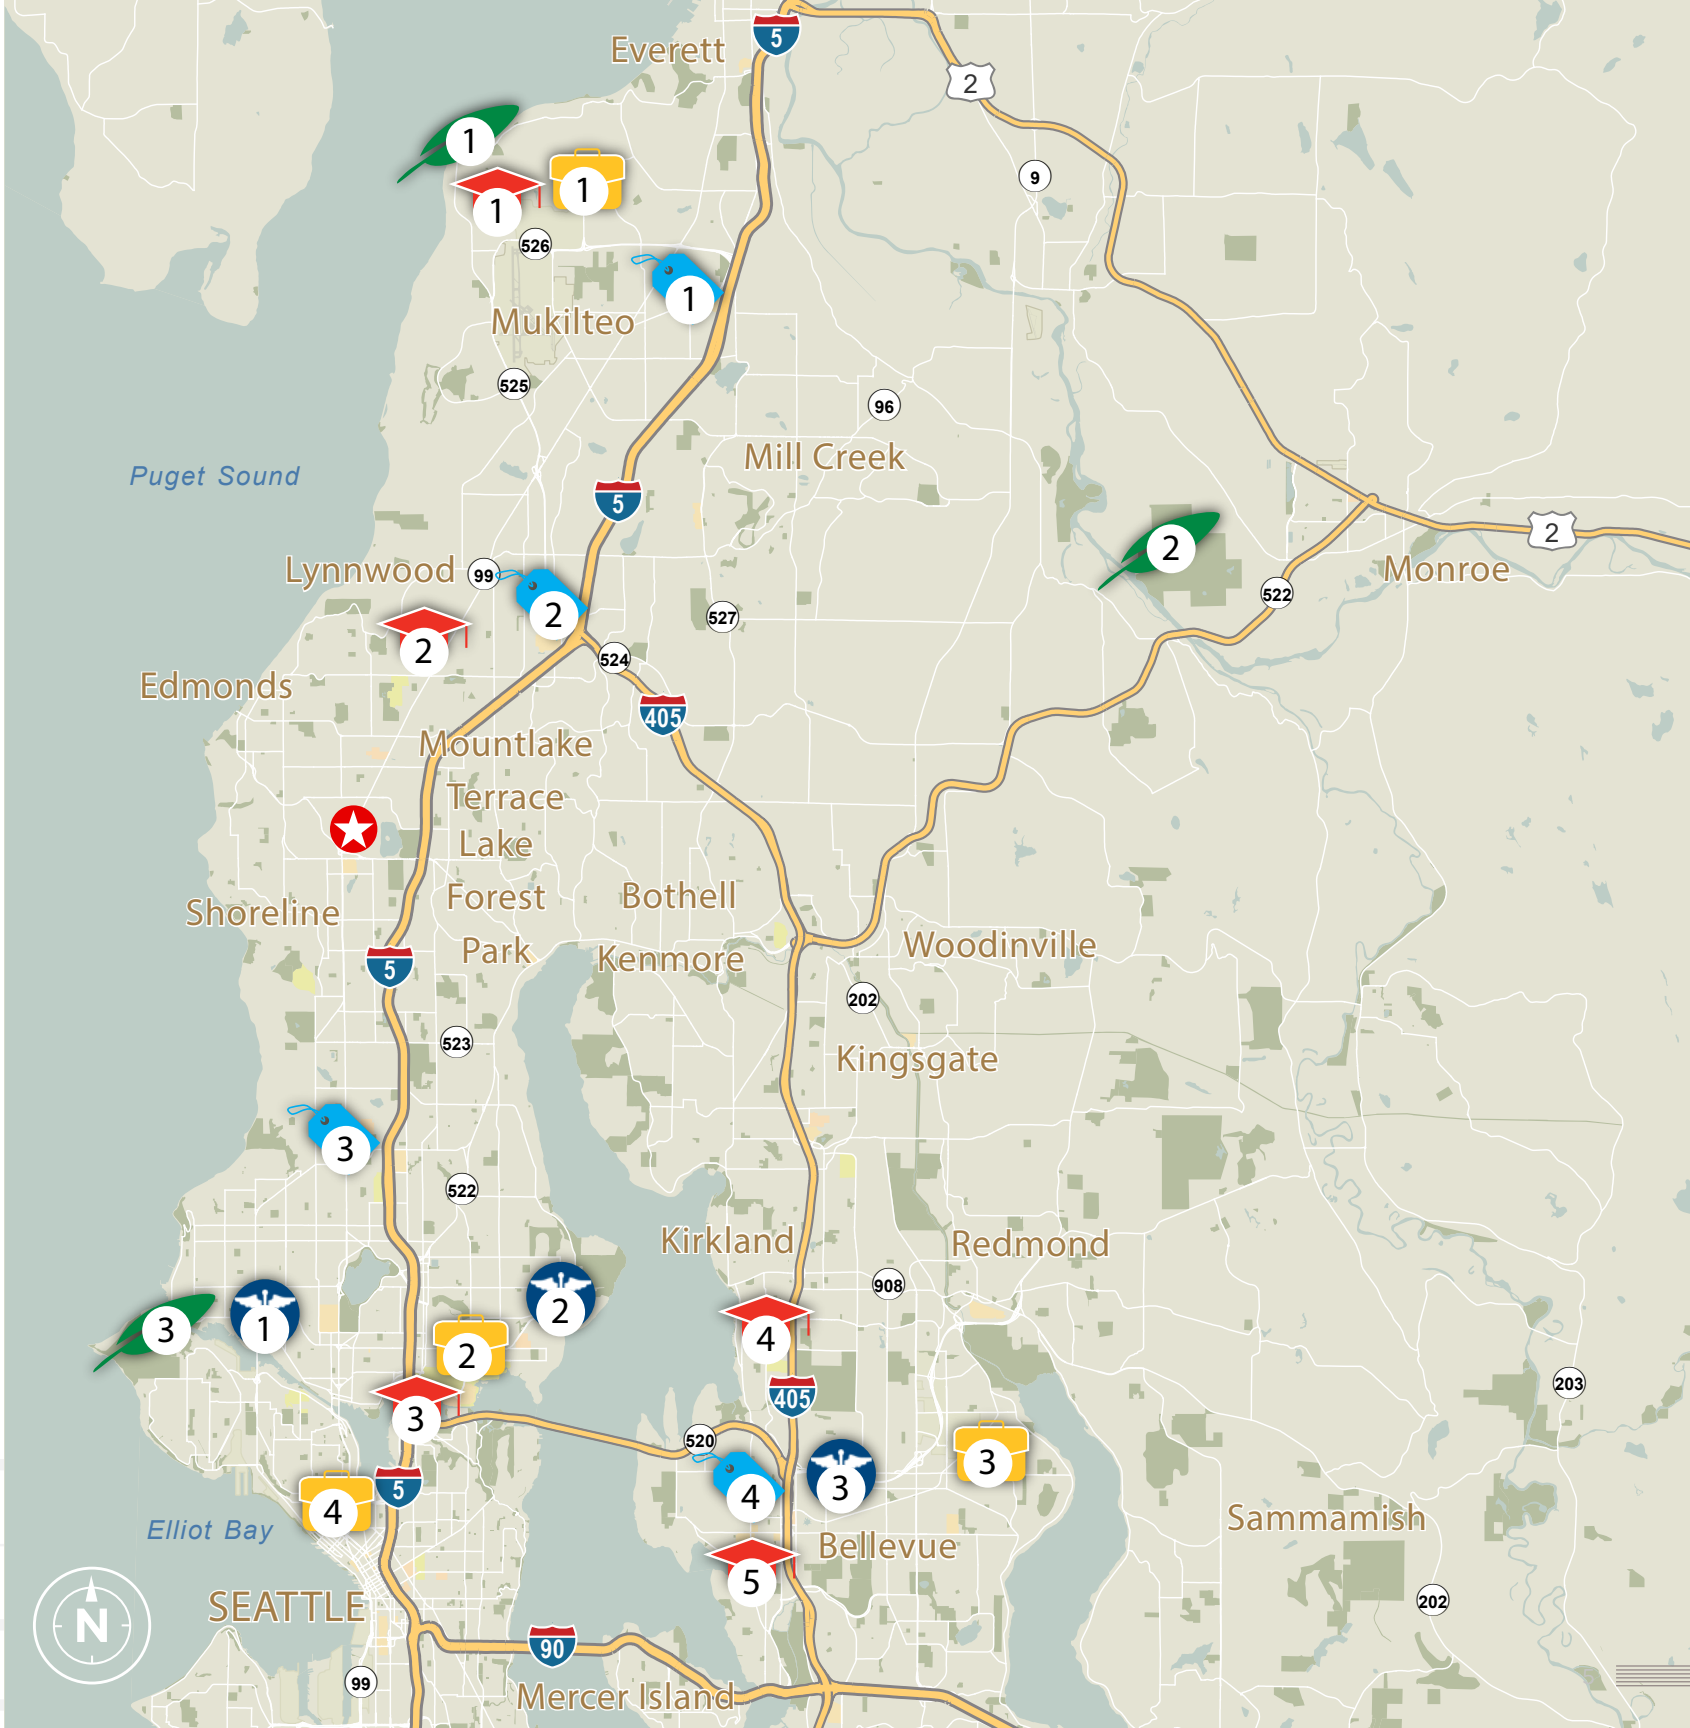 5
Everett
2
1
1
1
9
526
1
Mukilteo
525
96
Mill Creek
Puget Sound
5
2
2
Lynnwood
99
Monroe
522
2
527
2
524
Edmonds
405
Mountlake
Terrace
Lake
Forest
Park
Bothell
Shoreline
Kenmore
Woodinville
5
202
523
Kingsgate
3
522
Kirkland
Redmond
908
3
1
2
2
4
405
203
3
520
3
4
3
4
5
Sammamish
Elliot Bay
5
Bellevue
202
SEATTLE
N
90
99
Mercer Island